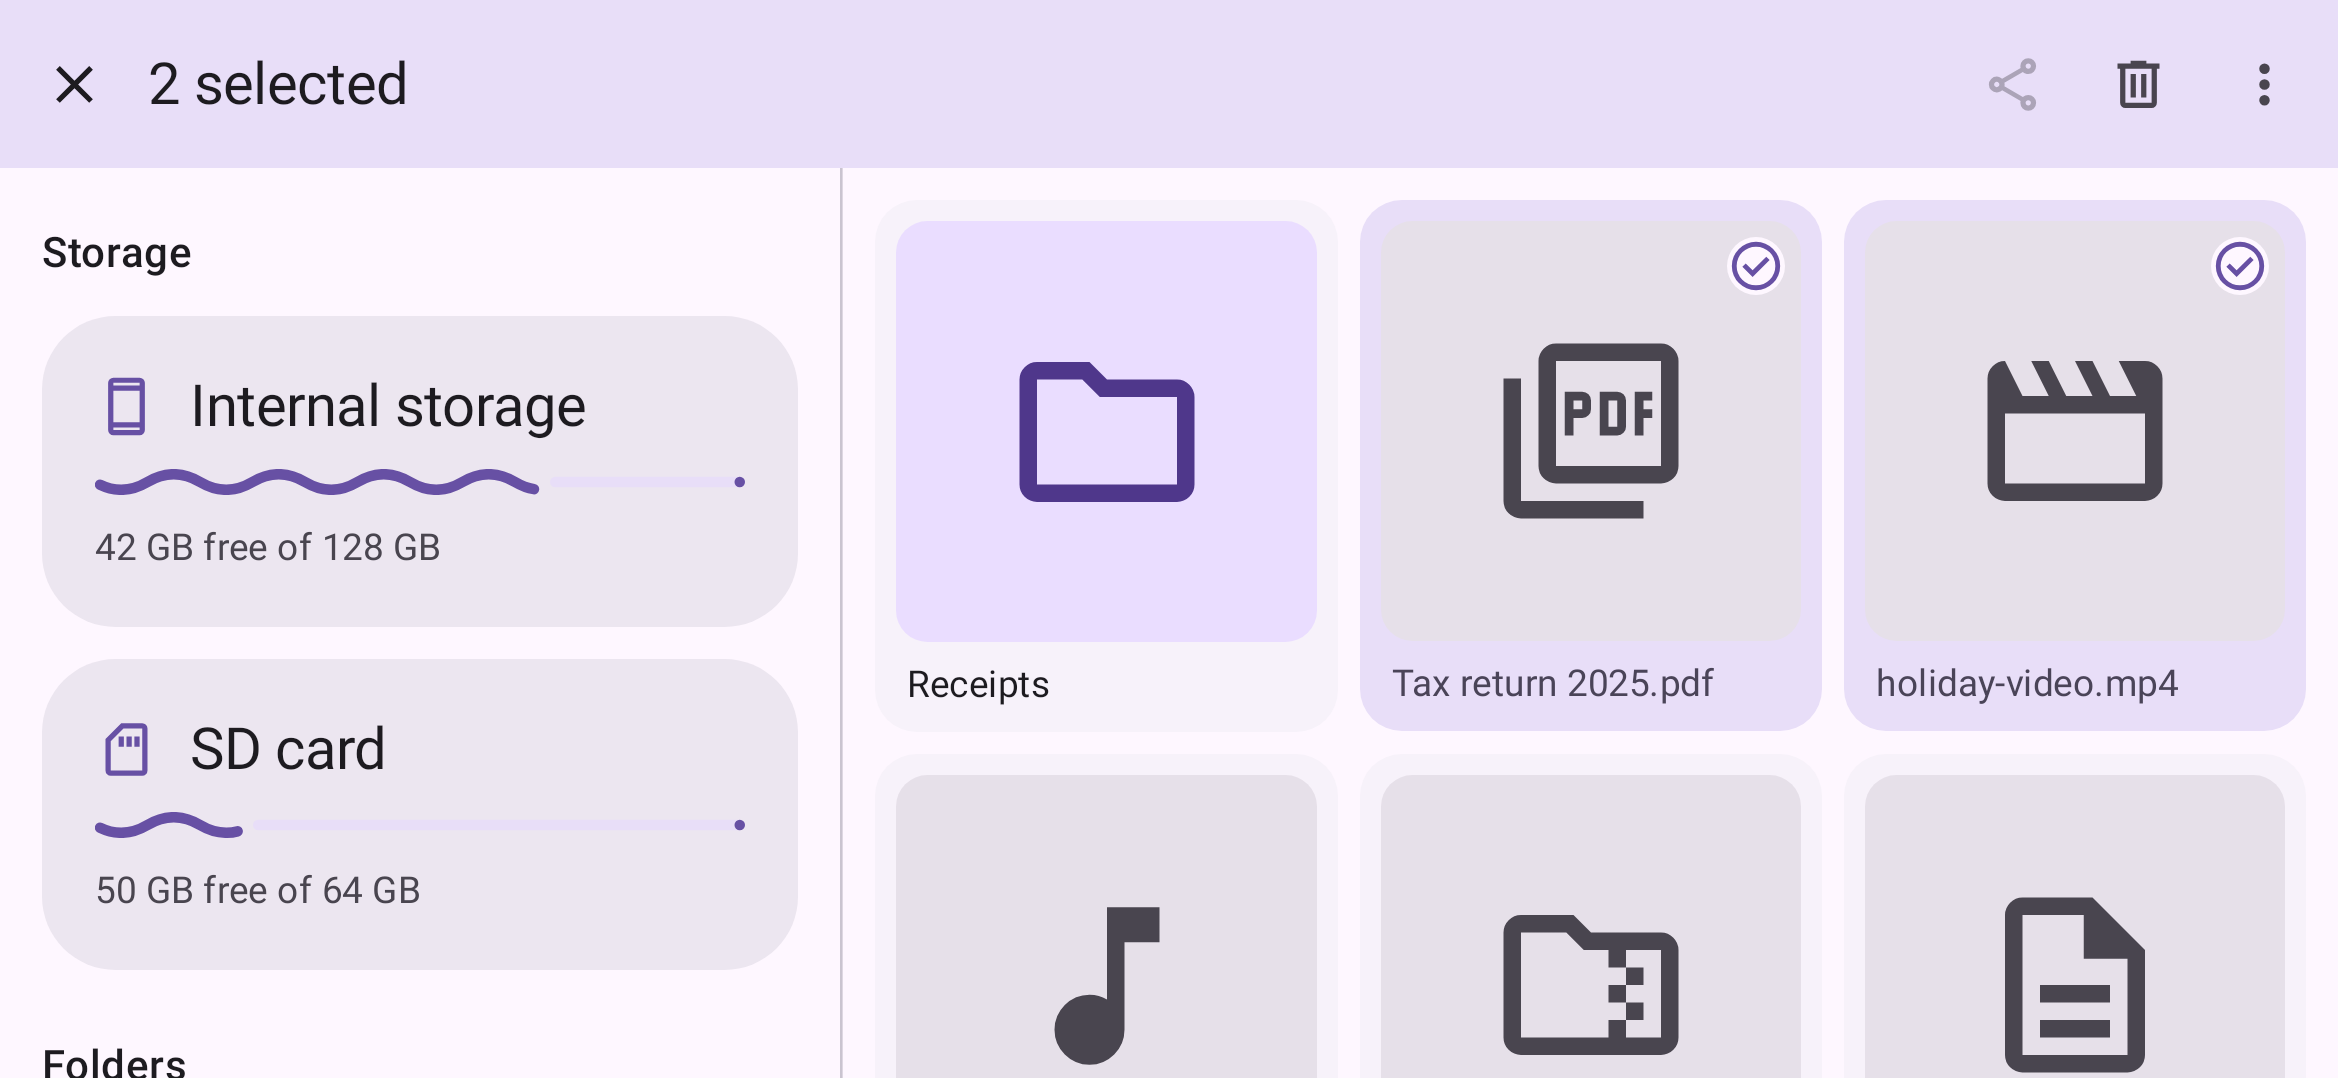 2 selected
Storage
Internal storage
42 GB free of 128 GB
SD card
50 GB free of 64 GB
Folders
Receipts
PDF
Tax return 2025.pdf
holiday-video.mp4